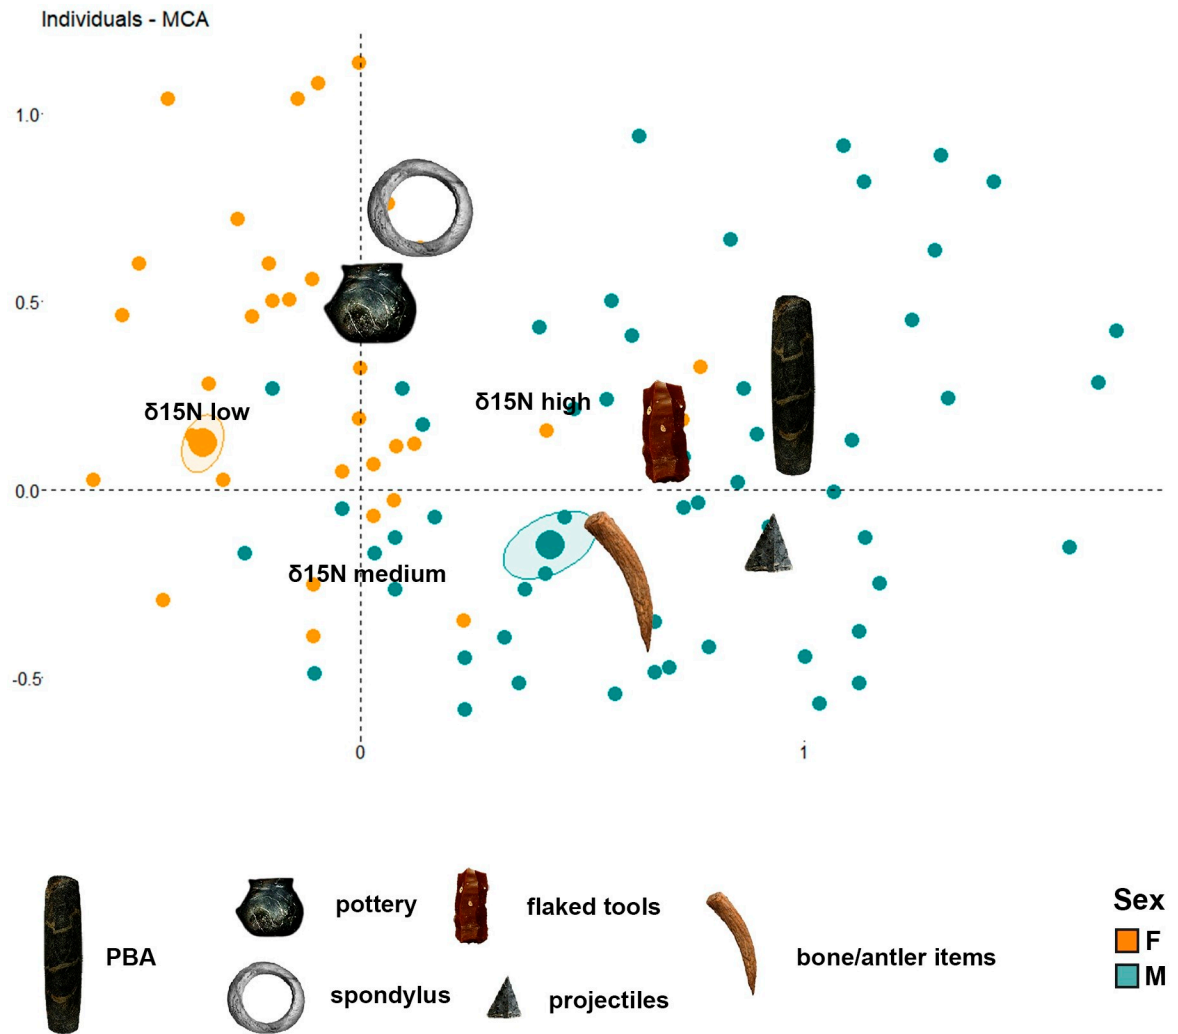 Individuals - MCA
1.0
0.5
δ15N high
δ15N low
0.0
δ15N medium
-0.5
0
1
pottery
flaked tools
Sex
F
PBA
bone/antler items
M
spondylus
projectiles